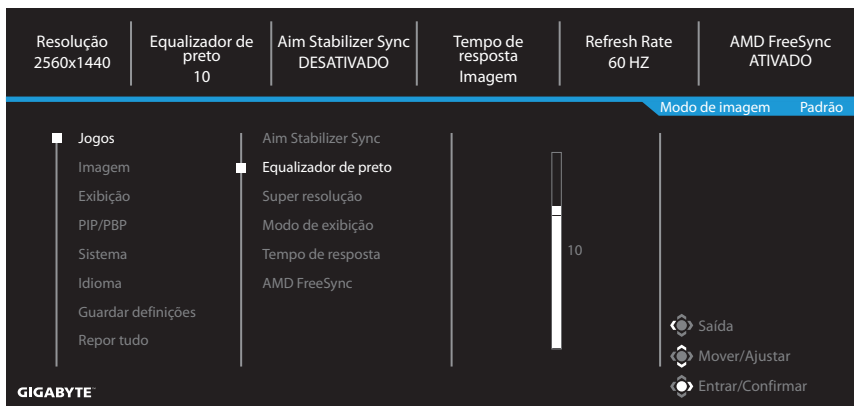 Resolução
2560x1440
Equalizador de
preto
10
Aim Stabilizer Sync
DESATIVADO
Tempo de
resposta
Imagem
Refresh Rate
60 HZ
AMD FreeSync
ATIVADO
Modo de imagem Padrão
Jogos
Imagem
Exibição
PIP/PBP
Sistema
Idioma
Guardar definições
Repor tudo
Aim Stabilizer Sync
Equalizador de preto
Super resolução
Modo de exibição
Tempo de resposta
AMD FreeSync
10
Saída
Mover/Ajustar
Entrar/Confirmar
GIGABYTE™